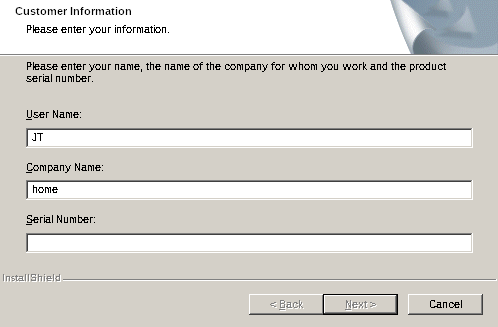 Customer Information
Please enter your information.
Please enter your name, the name of the company for whom you work and the product
serial number.
User Name:
JT
Company Name:
home
Serial Number:
InstallShield
< Back
Next >
Cancel